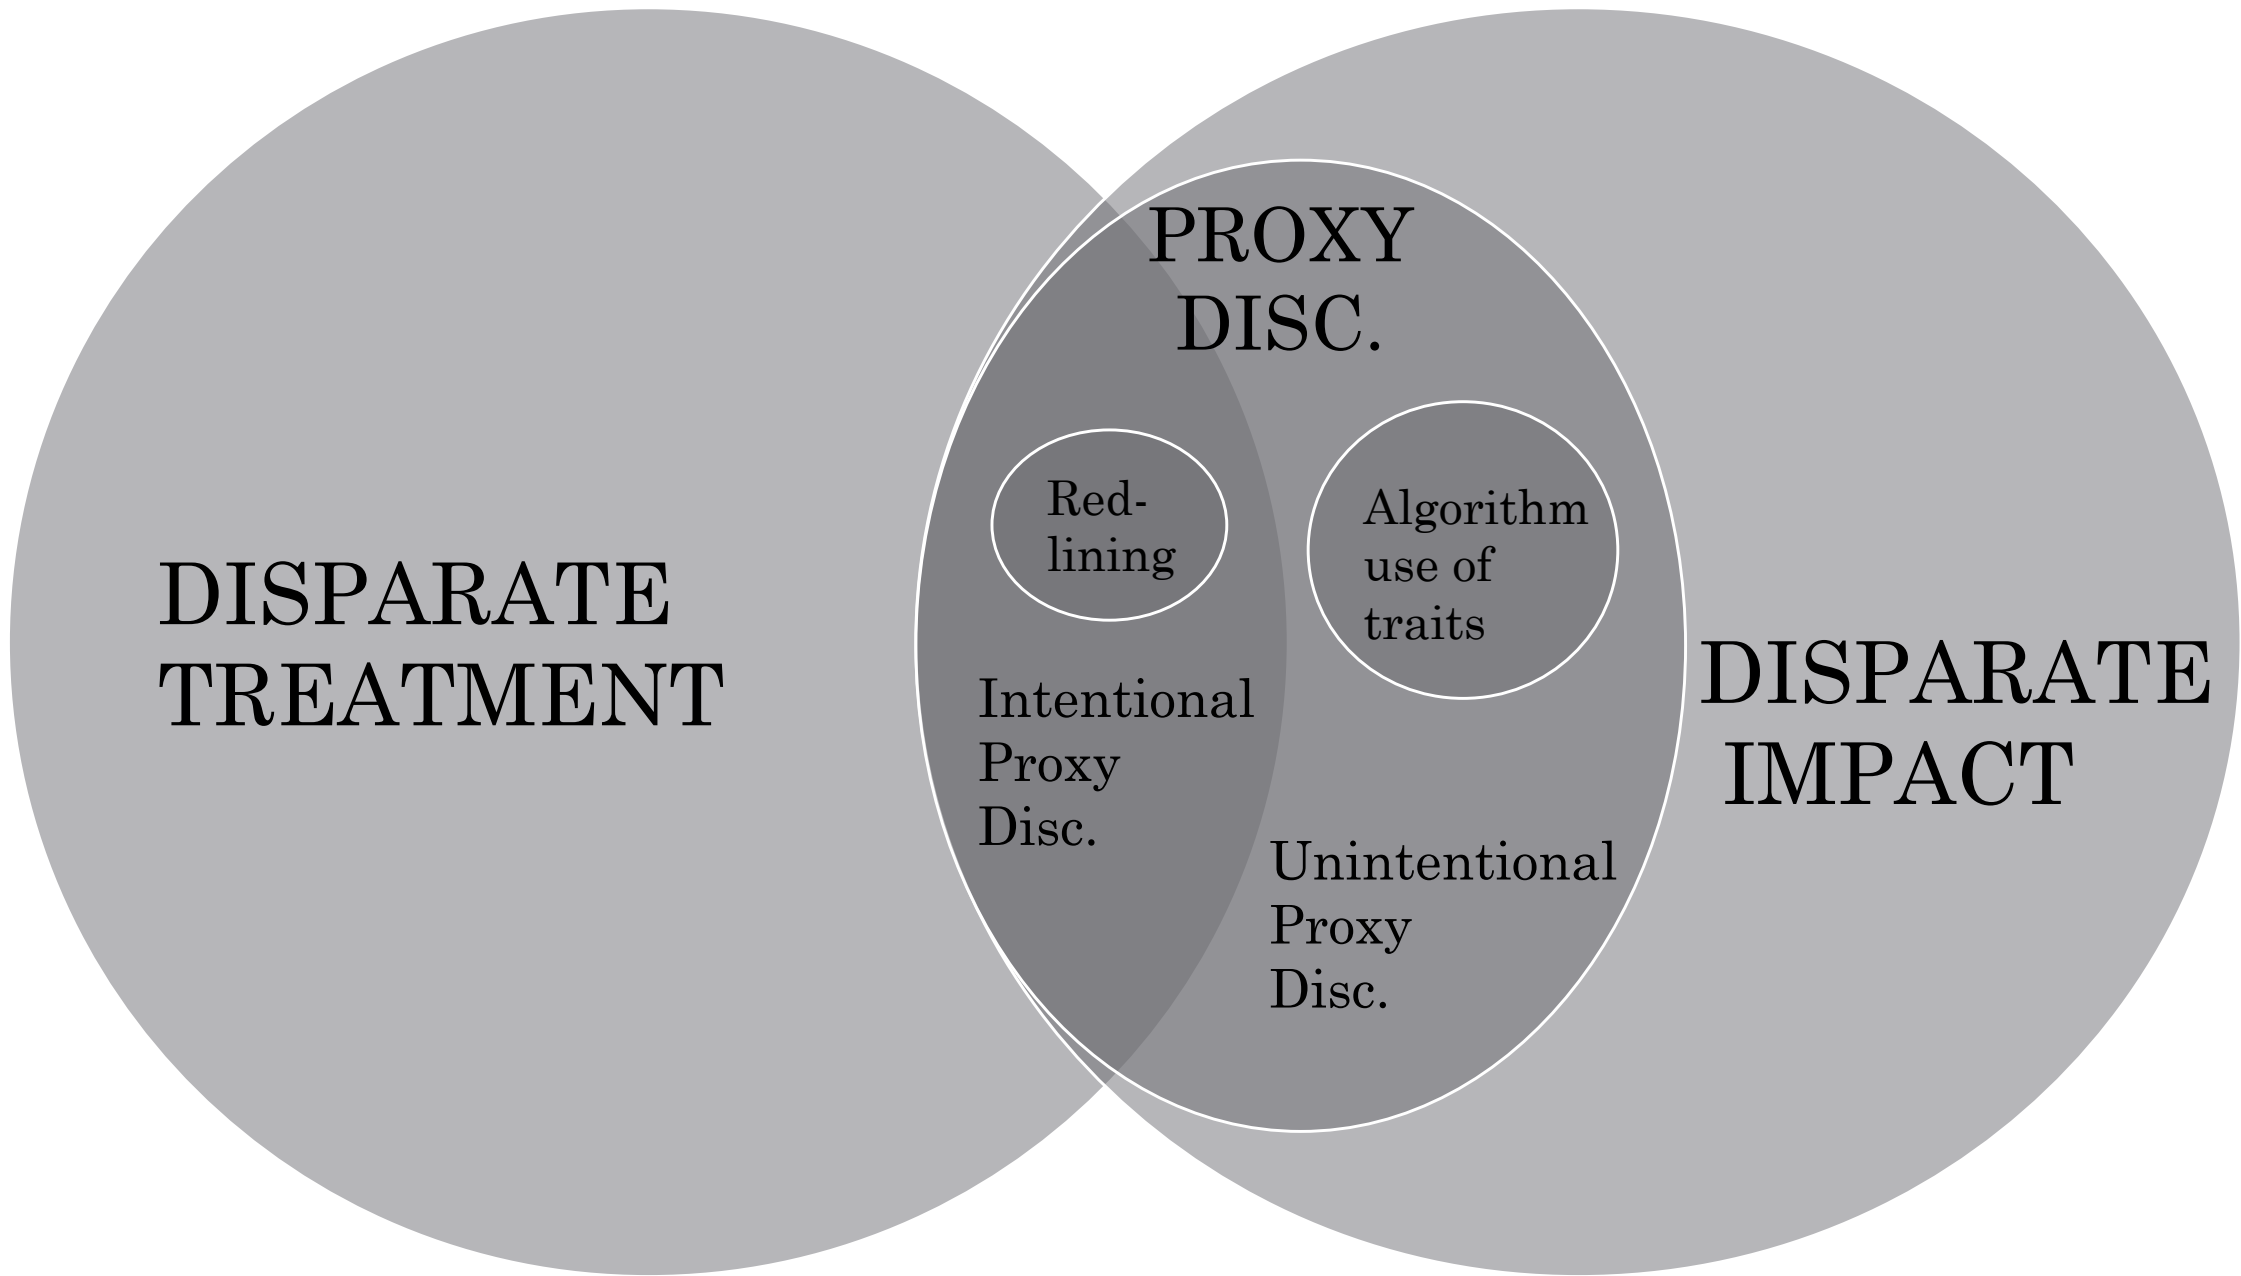 DISPARATE
TREATMENT
PROXY
DISC.
Red-
lining
Intentional
Proxy
Disc.
Algorithm
use of
traits
Unintentional
Proxy
Disc.
DISPARATE
IMPACT